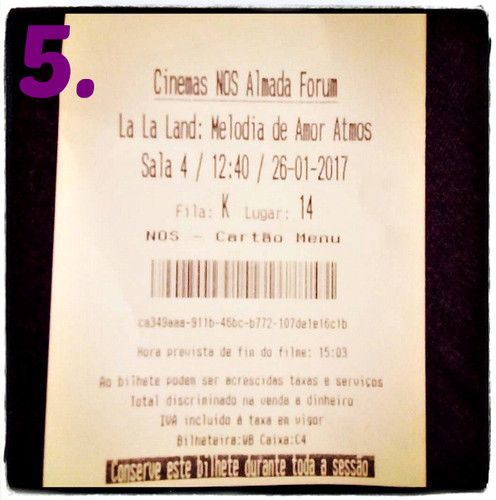 5.
Cinemas NOS Almada Forum
La La Land: Melodia de Amor Atmos
Sala 4 / 12:40 / 26-01-2017
Fila: K Lugar: 14
NOS - Cartão Menu
ca349aaa-911b-46bc-b772-107de1e16c1b
Hora prevista de fim do filme: 15:03
Ao bilhete podem ser acrescidas taxas e serviços
Total discriminado na venda a dinheiro
IVA incluído à taxa em vigor
Bilheteira:WB Caixa:C4
Conserve este bilhete durante toda a sessão